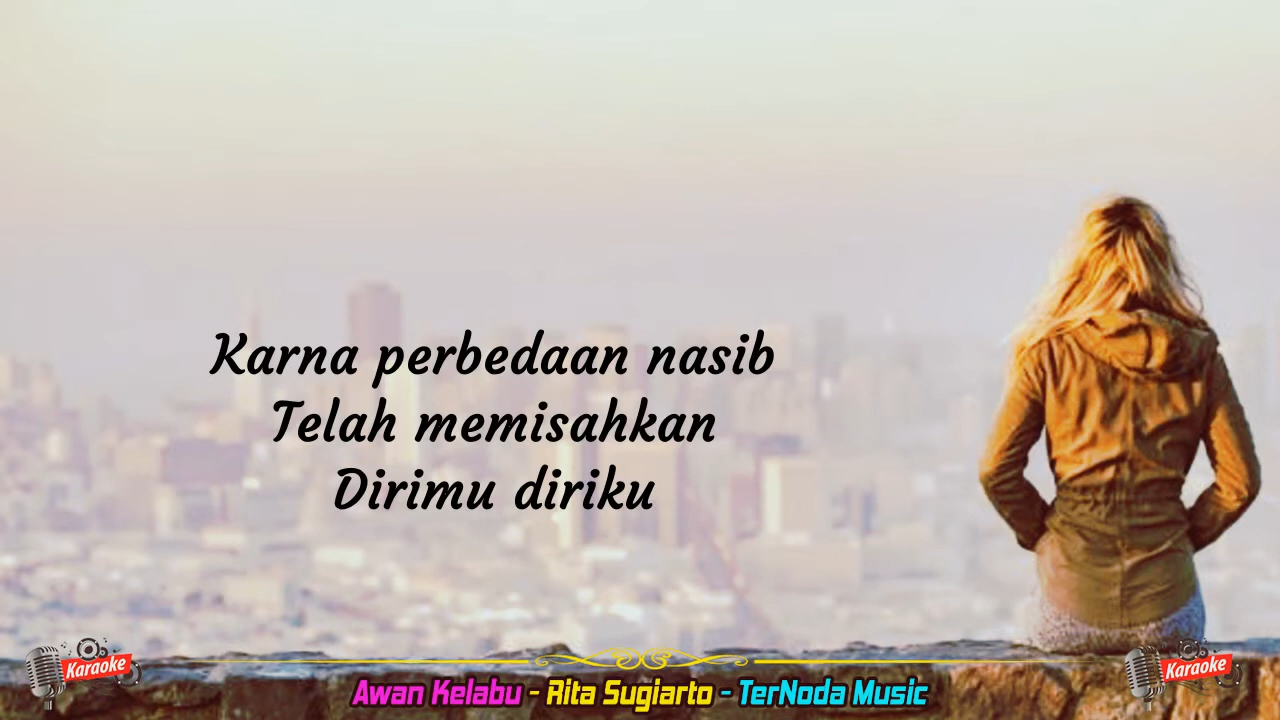 Karna perbedaan nasib
Telah memisahkan
Dirimu diriku
Karaoke
Karaoke
Awan Kelabu - Rita Sugiarto - TerNoda Music